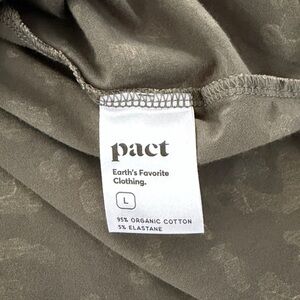 pact
Earth's Favorite
Clothing.
L
95% ORGANIC COTTON
5% ELASTANE